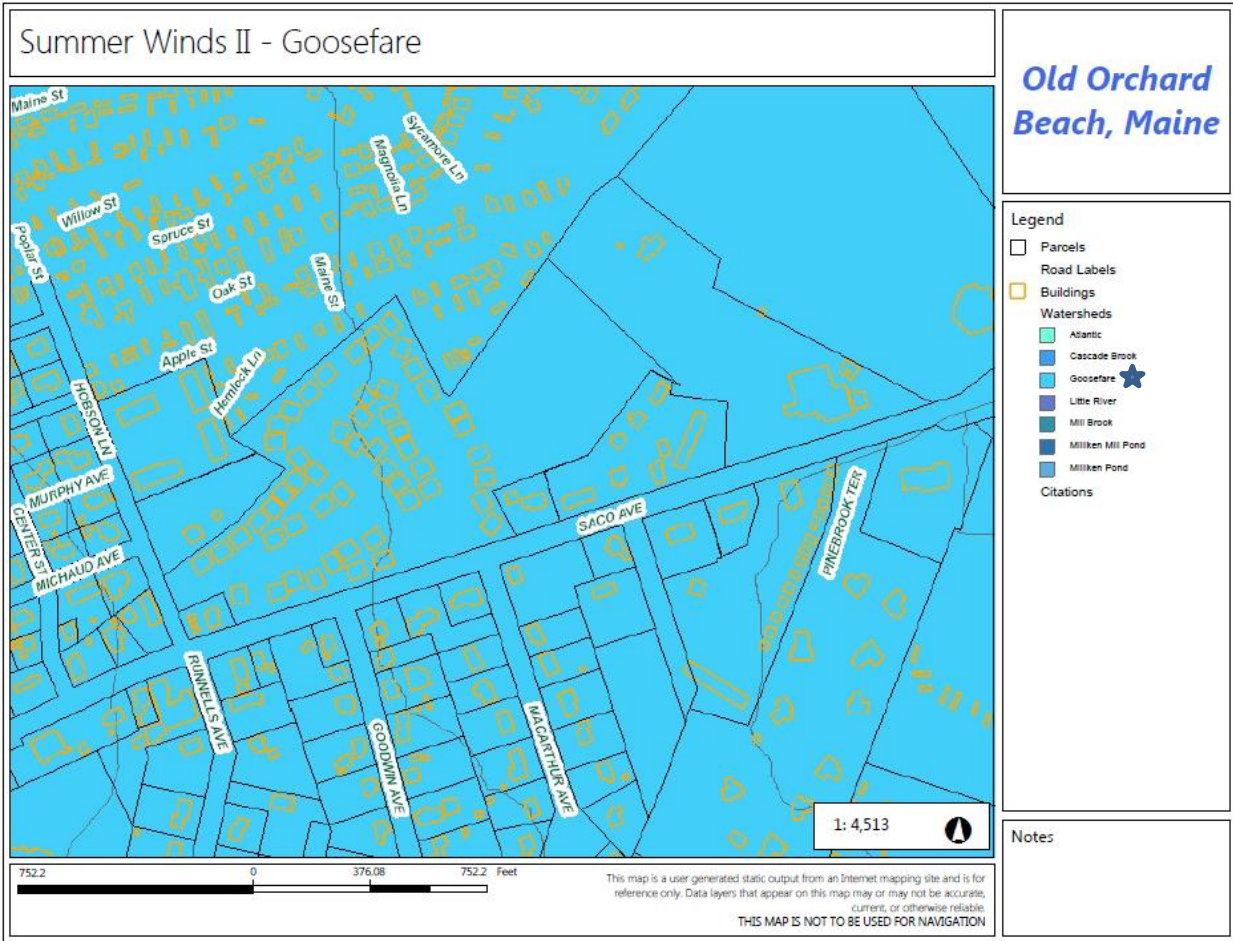 Summer Winds II - Goosefare
Old Orchard
Beach, Maine
Maine St
Sycamore Ln
Magnolia Ln
Willow St
Spruce St
Poplar St
Oak St
Maine St
Apple St
Hemlock Ln
HOBSON LN
MURPHY AVE
CENTER ST
MICHAUD AVE
SACO AVE
PINEBROOK TER
RUNNELLS AVE
GOODWIN AVE
MACARTHUR AVE
1: 4,513
Legend
Parcels
Road Labels
Buildings
Watersheds
Atlantic
Cascade Brook
Goosefare
Little River
Mill Brook
Milliken Mill Pond
Milliken Pond
Citations
Notes
752.2 0 376.08 752.2 Feet
This map is a user generated static output from an Internet mapping site and is for
reference only. Data layers that appear on this map may or may not be accurate,
current, or otherwise reliable.
THIS MAP IS NOT TO BE USED FOR NAVIGATION